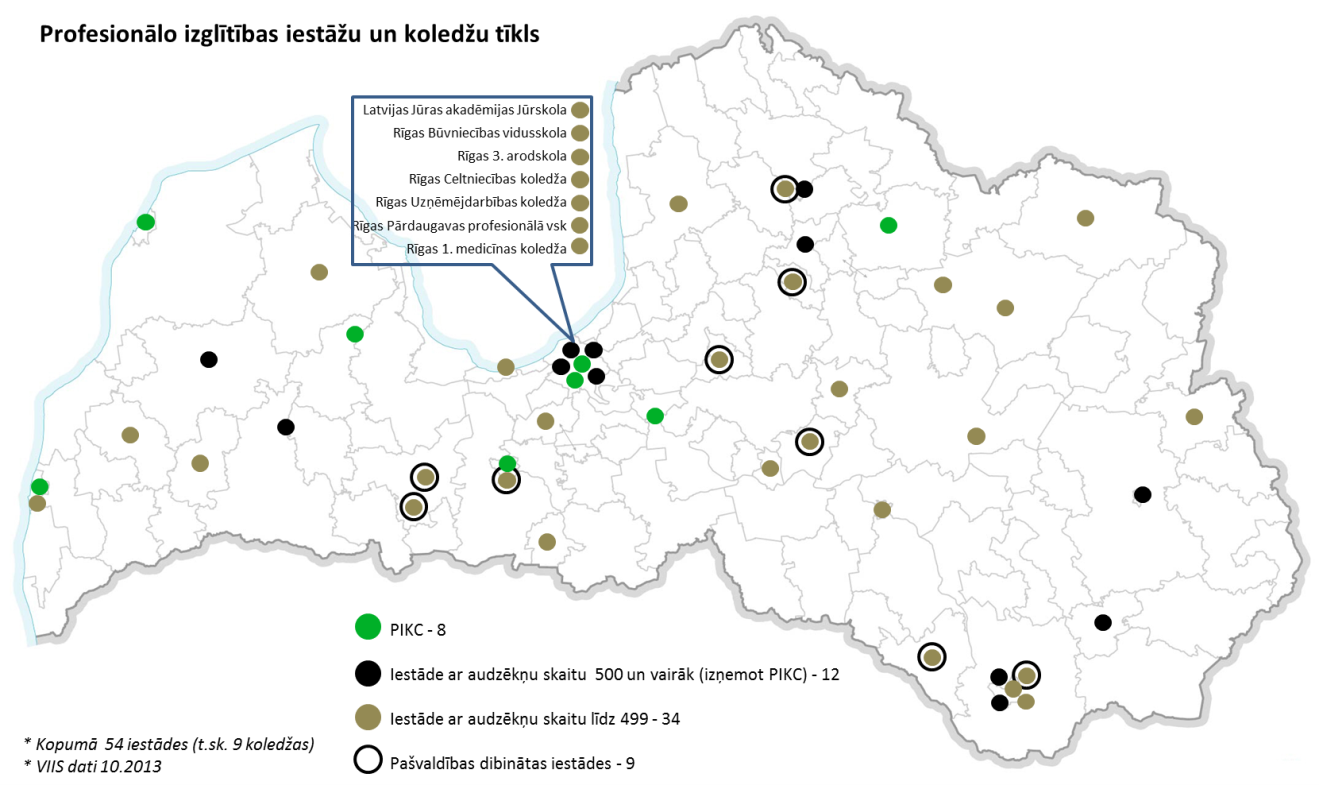 Profesionālo izglītības iestāžu un koledžu tīkls
Latvijas Jūras akadēmijas Jūrskola
Rīgas Būvniecības vidusskola
Rīgas 3. arodskola
Rīgas Celtniecības koledža
Rīgas Uzņēmējdarbības koledža
Rīgas Pārdaugavas profesionālā vsk
Rīgas 1. medicīnas koledža
PIKC - 8
Iestāde ar audzēkņu skaitu 500 un vairāk (izņemot PIKC) - 12
Iestāde ar audzēkņu skaitu līdz 499 - 34
Pašvaldības dibinātas iestādes - 9
* Kopumā 54 iestādes (t.sk. 9 koledžas)
* VIIS dati 10.2013